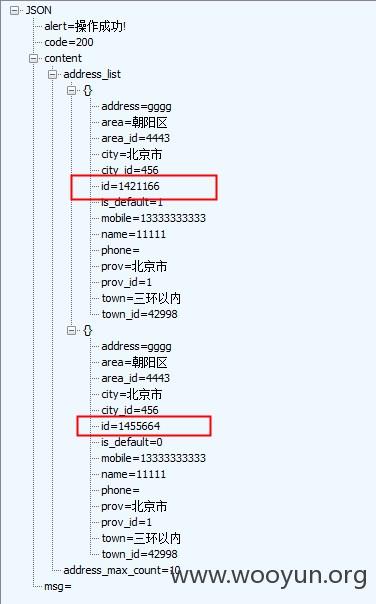 JSON
alert=操作成功!
code=200
content
address_list
{}
address=gggg
area=朝阳区
area_id=4443
city=北京市
city_id=456
id=1421166
is_default=1
mobile=13333333333
name=11111
phone=
prov=北京市
prov_id=1
town=三环以内
town_id=42998
{}
address=gggg
area=朝阳区
area_id=4443
city=北京市
city_id=456
id=1455664
is_default=0
mobile=13333333333
name=11111
phone=
prov=北京市
prov_id=1
town=三环以内
town_id=42998
address_max_count=10
msg=
www.wooyun.org